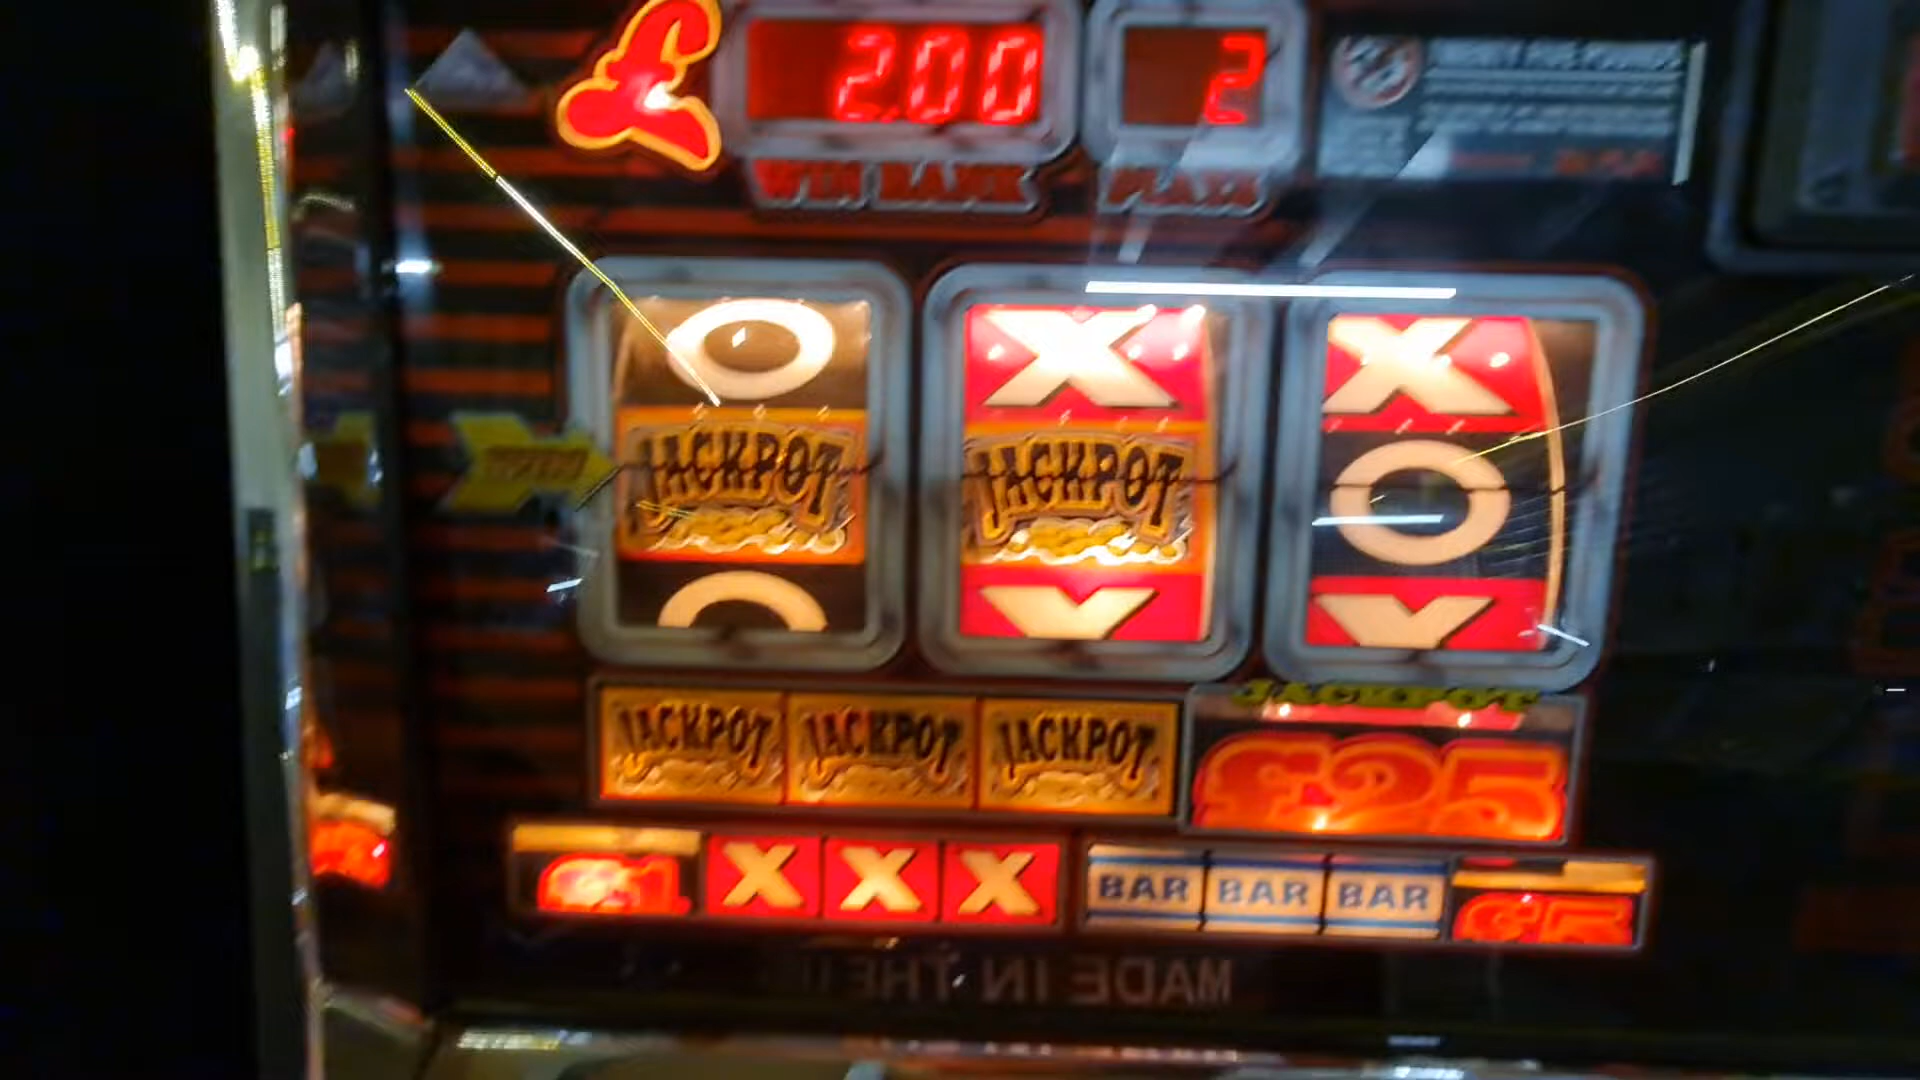 £ 2.00 2
WIN BANK PLAYS
O X X
JACKPOT JACKPOT O
O X X
JACKPOT JACKPOT JACKPOT JACKPOT
£25
£1 X X X BAR BAR BAR £5
MADE IN THE